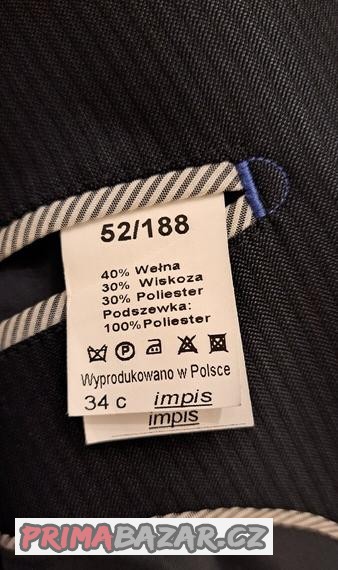 52/188
40% Wełna
30% Wiskoza
30% Poliester
Podszewka:
100% Poliester
P
Wyprodukowano w Polsce
34 c impis
impis
PRIMABAZAR.CZ